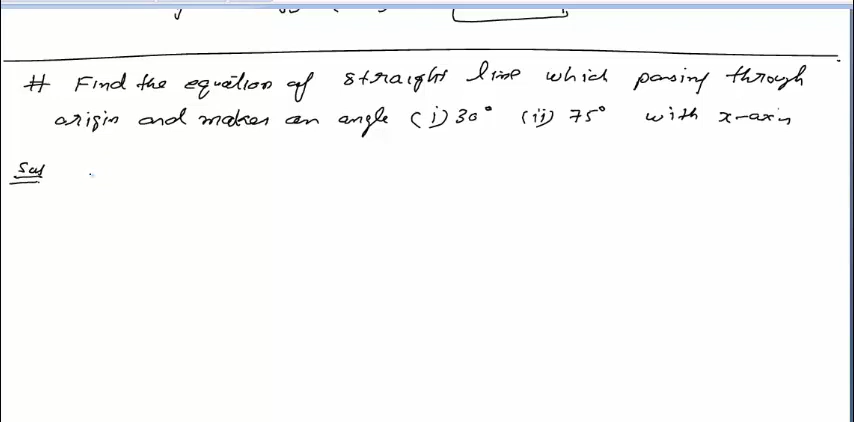 # Find the equation of straight line which passing through
origin and makes an angle (i) 30° (ii) 75° with x-axis
Sol